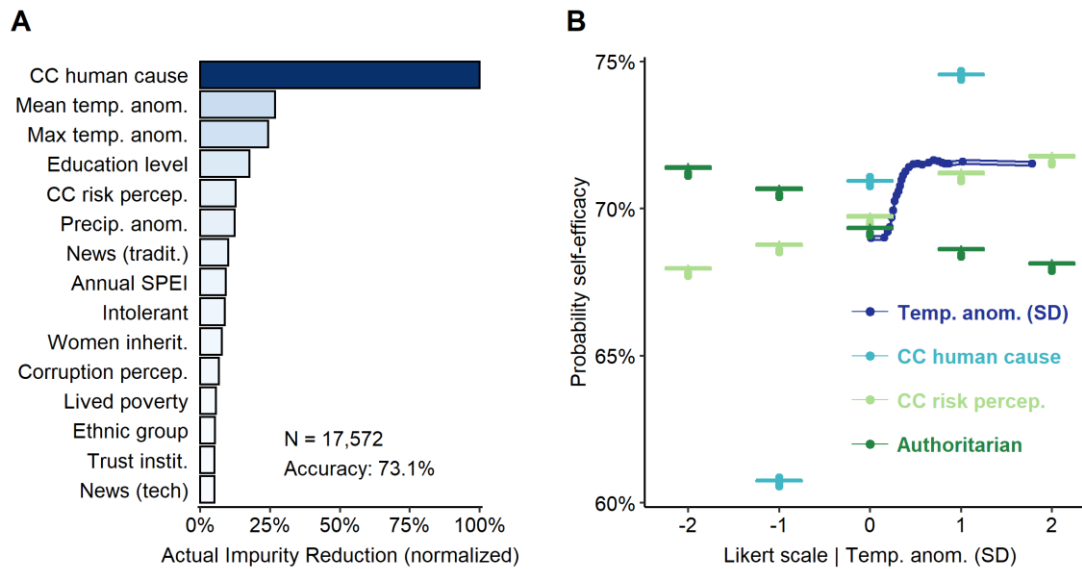 A
CC human cause
Mean temp. anom.
Max temp. anom.
Education level
CC risk percep.
Precip. anom.
News (tradit.)
Annual SPEI
Intolerant
Women inherit.
Corruption percep.
Lived poverty
Ethnic group
Trust instit.
News (tech)
N = 17,572
Accuracy: 73.1%
0% 25% 50% 75% 100%
Actual Impurity Reduction (normalized)
B
Probability self-efficacy
75%
70%
65%
60%
Temp. anom. (SD)
CC human cause
CC risk percep.
Authoritarian
-2 -1 0 1 2
Likert scale | Temp. anom. (SD)